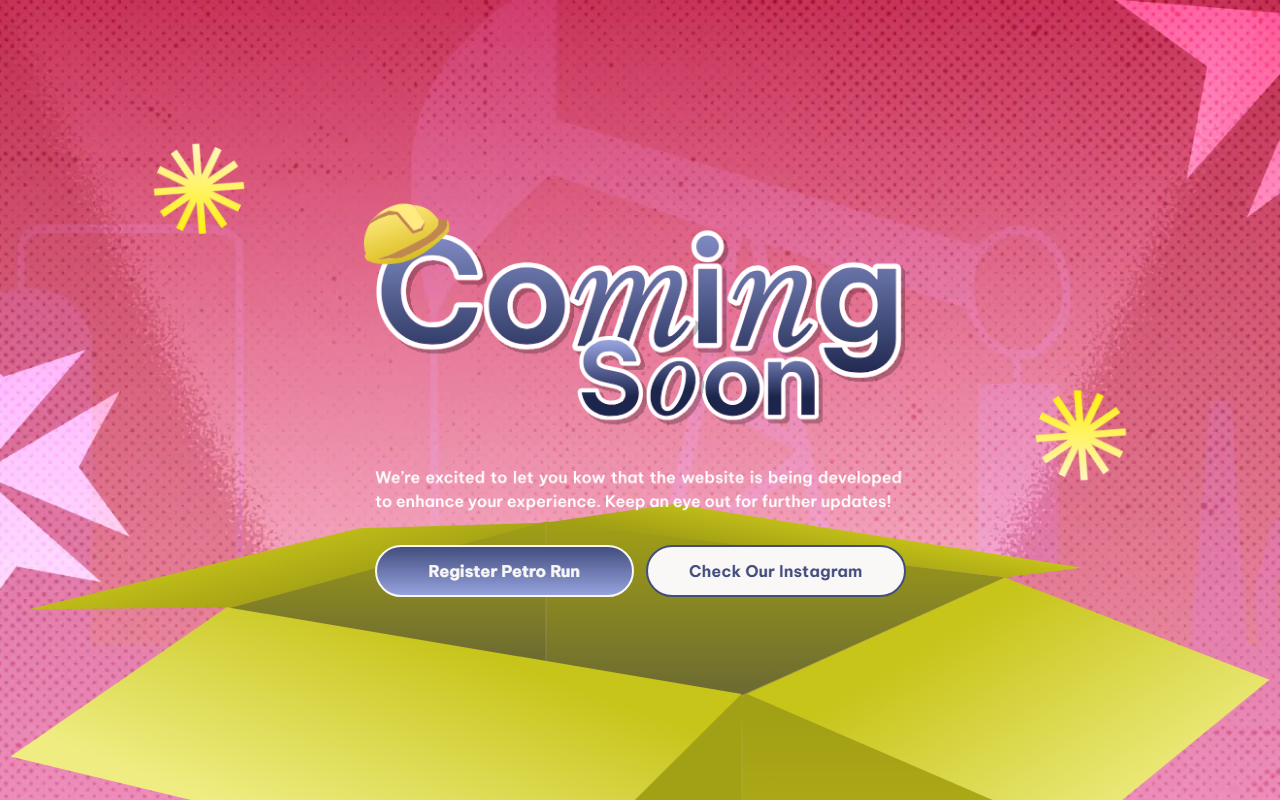 Coming
Soon
We're excited to let you kow that the website is being developed
to enhance your experience. Keep an eye out for further updates!
Register Petro Run
Check Our Instagram